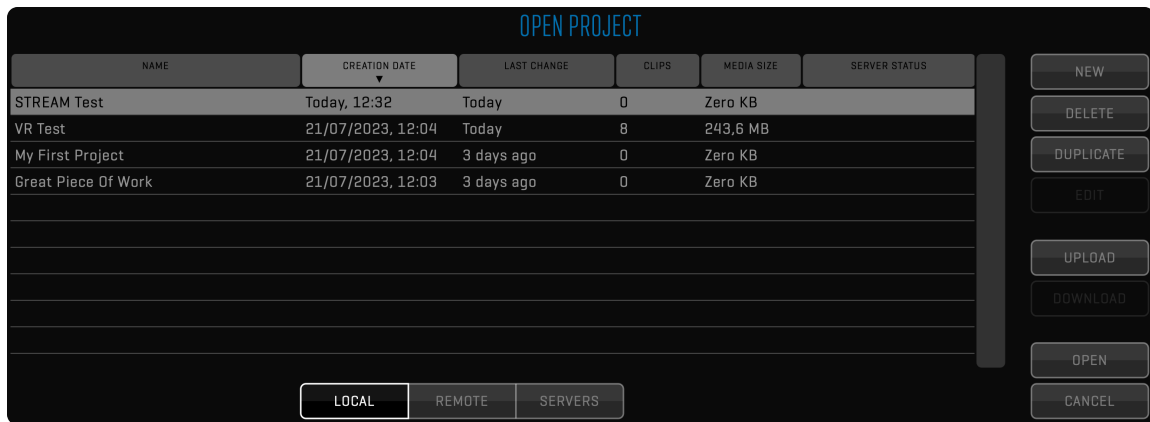 OPEN PROJECT
NAME CREATION DATE LAST CHANGE CLIPS MEDIA SIZE SERVER STATUS
STREAM Test Today, 12:32 Today 0 Zero KB
VR Test 21/07/2023, 12:04 Today 8 243,6 MB
My First Project 21/07/2023, 12:04 3 days ago 0 Zero KB
Great Piece Of Work 21/07/2023, 12:03 3 days ago 0 Zero KB
NEW
DELETE
DUPLICATE
EDIT
UPLOAD
DOWNLOAD
OPEN
CANCEL
LOCAL REMOTE SERVERS